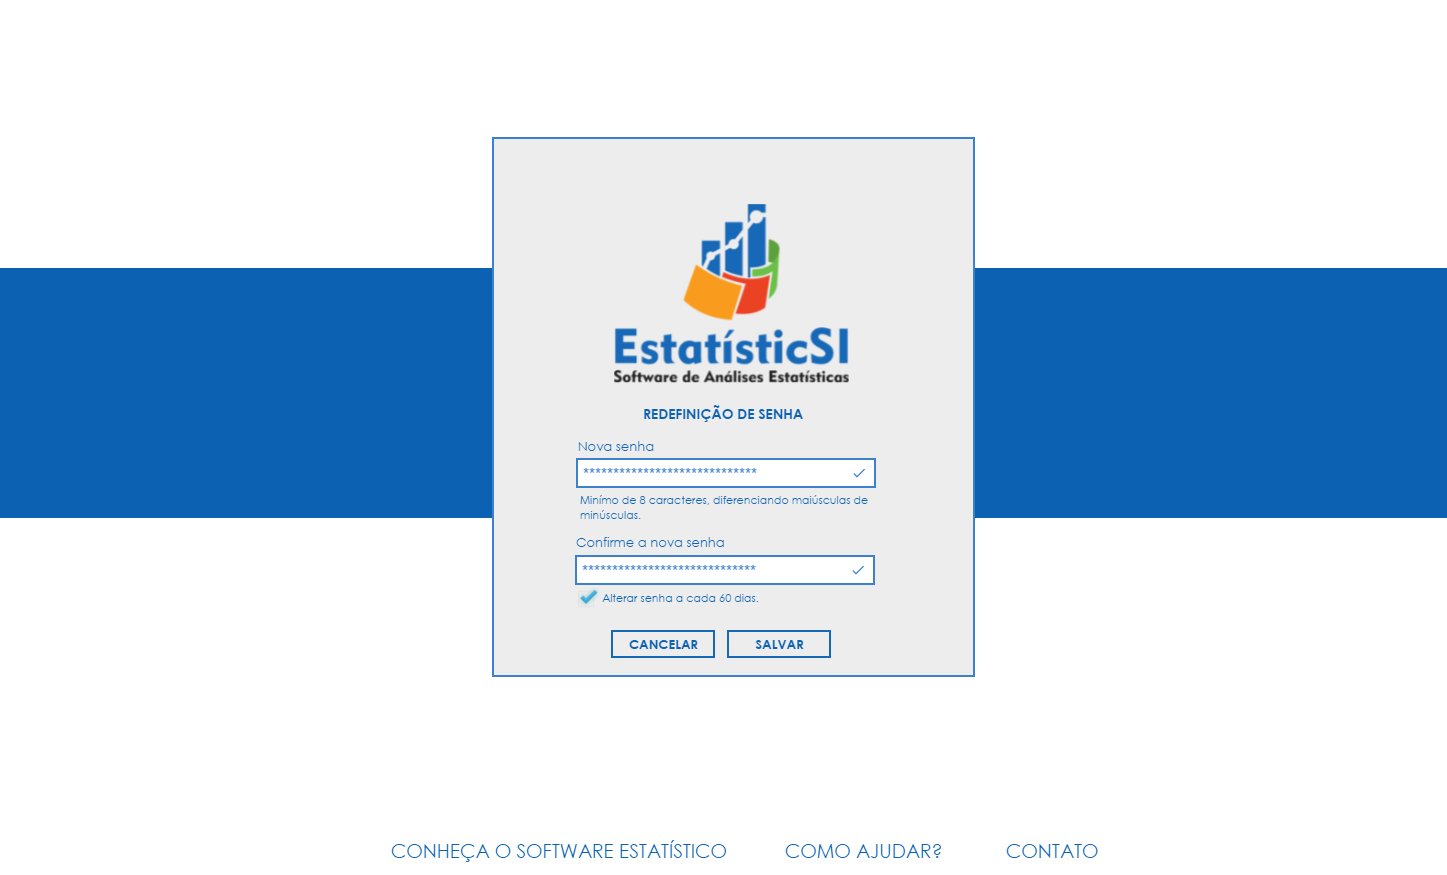 EstatísticSI
Software de Análises Estatísticas
REDEFINIÇÃO DE SENHA
Nova senha
*****************************
Minímo de 8 caracteres, diferenciando maiúsculas de
minúsculas.
Confirme a nova senha
*****************************
Alterar senha a cada 60 dias.
CANCELAR SALVAR
CONHEÇA O SOFTWARE ESTATÍSTICO COMO AJUDAR? CONTATO